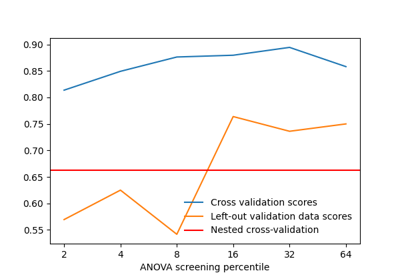 0.90
0.85
0.80
0.75
0.70
0.65
0.60
0.55
Cross validation scores
Left-out validation data scores
Nested cross-validation
2 4 8 16 32 64
ANOVA screening percentile